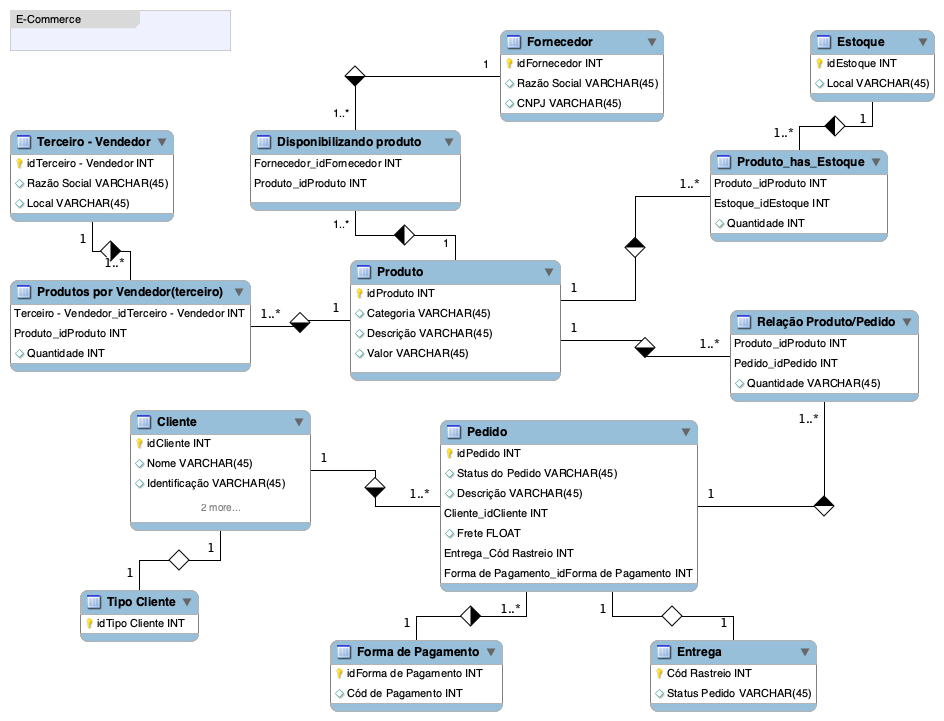 E-Commerce
Fornecedor
idFornecedor INT
Razão Social VARCHAR(45)
CNPJ VARCHAR(45)
Estoque
idEstoque INT
Local VARCHAR(45)
1
1..*
1
1..*
Terceiro - Vendedor
idTerceiro - Vendedor INT
Razão Social VARCHAR(45)
Local VARCHAR(45)
Disponibilizando produto
Fornecedor_idFornecedor INT
Produto_idProduto INT
Produto_has_Estoque
Produto_idProduto INT
Estoque_idEstoque INT
Quantidade INT
1
1..*
1..*
1
1..*
1
Produtos por Vendedor(terceiro)
Terceiro - Vendedor_idTerceiro - Vendedor INT
Produto_idProduto INT
Quantidade INT
1..*
1
Produto
idProduto INT
Categoria VARCHAR(45)
Descrição VARCHAR(45)
Valor VARCHAR(45)
1
1..*
Relação Produto/Pedido
Produto_idProduto INT
Pedido_idPedido INT
Quantidade VARCHAR(45)
1..*
1
Cliente
idCliente INT
Nome VARCHAR(45)
Identificação VARCHAR(45)
2 more...
1
1..*
Pedido
idPedido INT
Status do Pedido VARCHAR(45)
Descrição VARCHAR(45)
Cliente_idCliente INT
Frete FLOAT
Entrega_Cód Rastreio INT
Forma de Pagamento_idForma de Pagamento INT
1
1
Tipo Cliente
idTipo Cliente INT
1..*
1
1
1
Forma de Pagamento
idForma de Pagamento INT
Cód de Pagamento INT
Entrega
Cód Rastreio INT
Status Pedido VARCHAR(45)